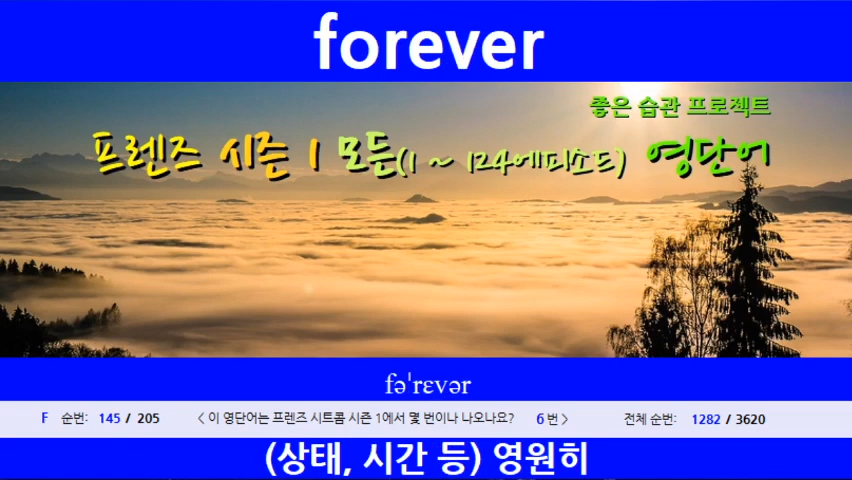 forever
좋은 습관 프로젝트
프렌즈 시즌 1 모든(1 ~ 124에피소드) 영단어
fəˈrɛvər
F 순번: 145 / 205 < 이 영단어는 프렌즈 시트콤 시즌 1에서 몇 번이나 나오나요? 6 번 > 전체 순번: 1282 / 3620
(상태, 시간 등) 영원히